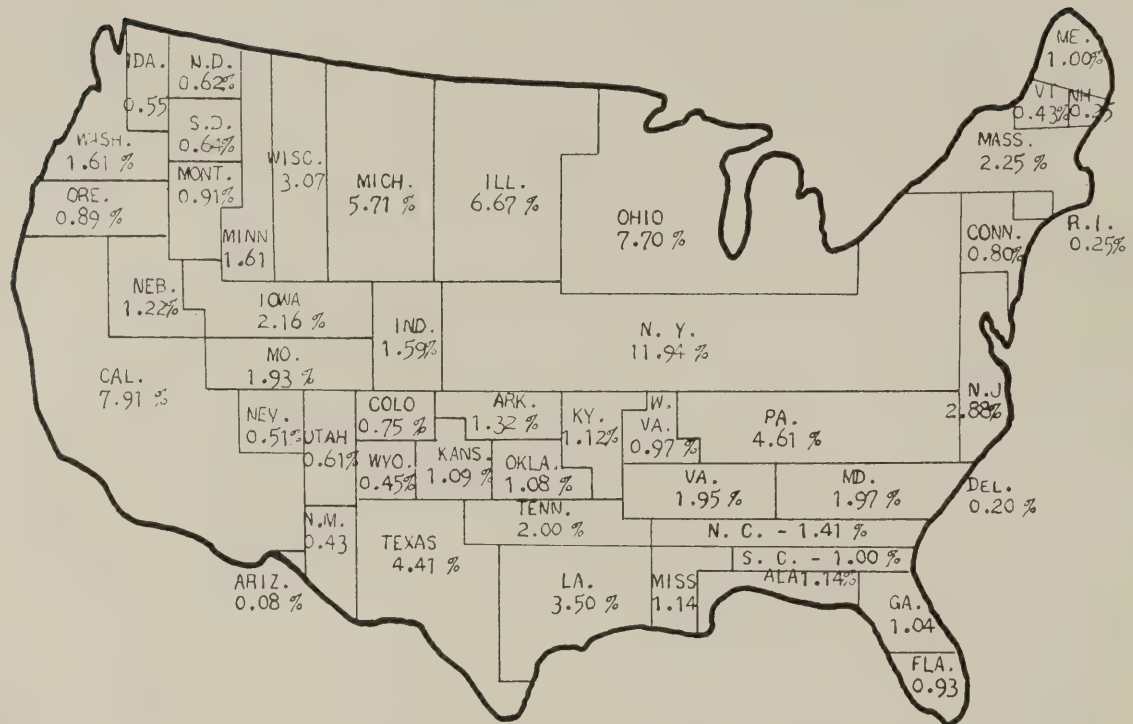 IDA.
0.55
N.D.
0.62%
S.D.
0.64%
WASH.
1.61 %
MONT.
0.91%
ORE.
0.89 %
WISC.
3.07
MINN
1.61
MICH.
5.71 %
ILL.
6.67 %
OHIO
7.70 %
ME.
1.00%
VT
0.43%
NH
0.25
MASS.
2.25 %
CONN.
0.80%
R.I.
0.25%
NEB.
1.22%
IOWA
2.16 %
IND.
1.59%
MO.
1.93 %
N. Y.
11.94 %
CAL.
7.91 %
NEV.
0.51%
UTAH
0.61%
COLO
0.75 %
WYO.
0.45%
KANS.
1.09 %
ARK.
1.32 %
OKLA.
1.08%
KY.
1.12%
W.
VA.
0.97%
PA.
4.61 %
N.J
2.88%
VA.
1.95 %
MD.
1.97 %
DEL.
0.20 %
TENN.
2.00 %
N. C. - 1.41 %
S. C. - 1.00%
N.M.
0.43
TEXAS
4.41 %
ARIZ.
0.08 %
LA.
3.50 %
MISS
1.14
ALA 1.14%
GA.
1.04
FLA.
0.93